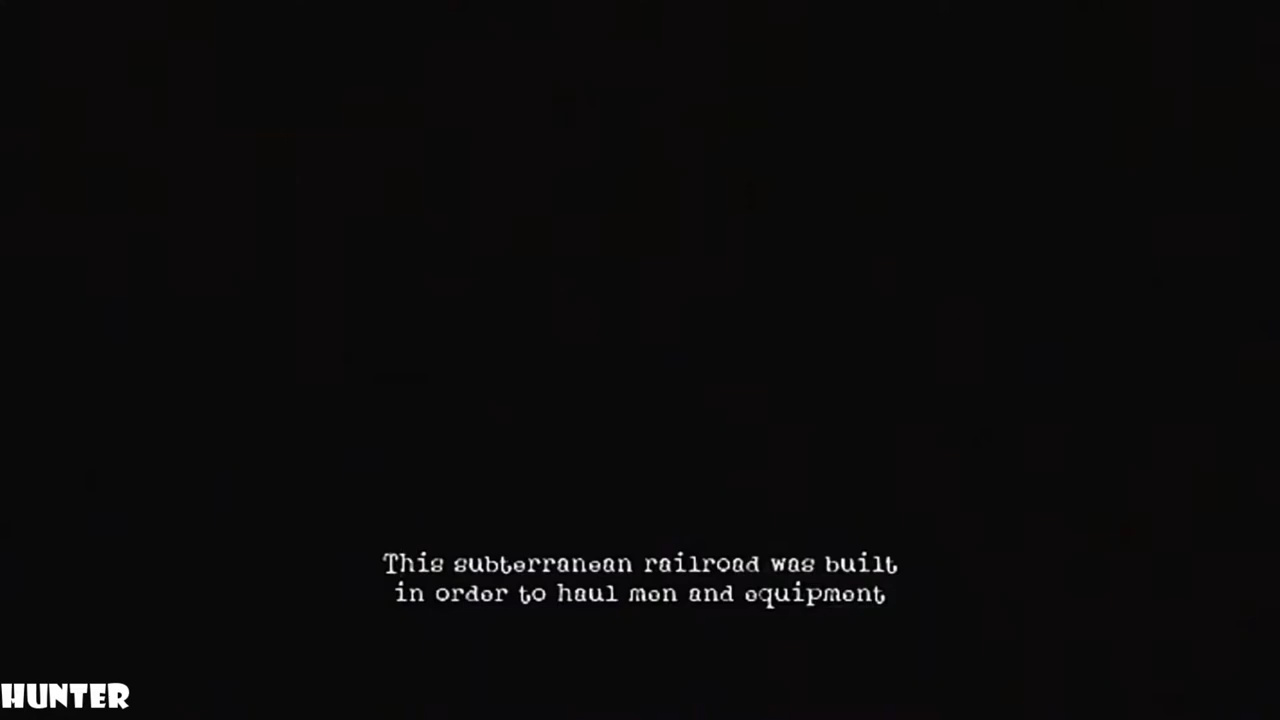 This subterranean railroad was built
in order to haul men and equipment
HUNTER